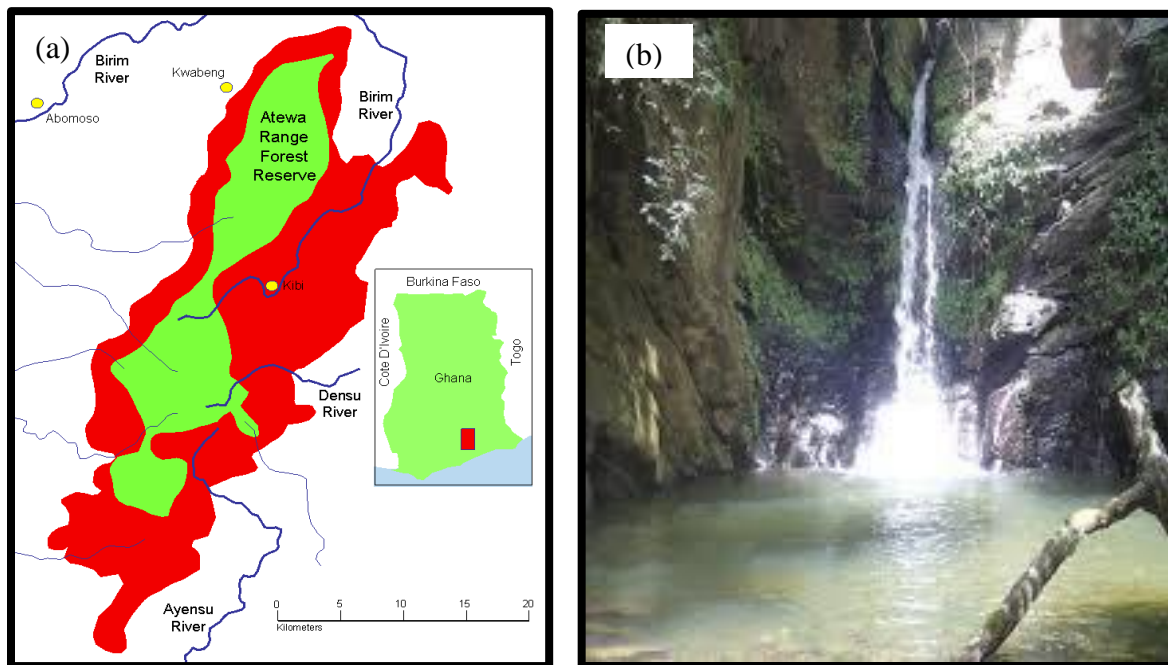 (a)
Birim
River
Kwabeng
Abomoso
Birim
River
Atewa
Range
Forest
Reserve
Kibi
Densu
River
Ayensu
River
Burkina Faso
Cote D'Ivoire
Togo
Ghana
0 5 10 15 20
Kilometers
(b)